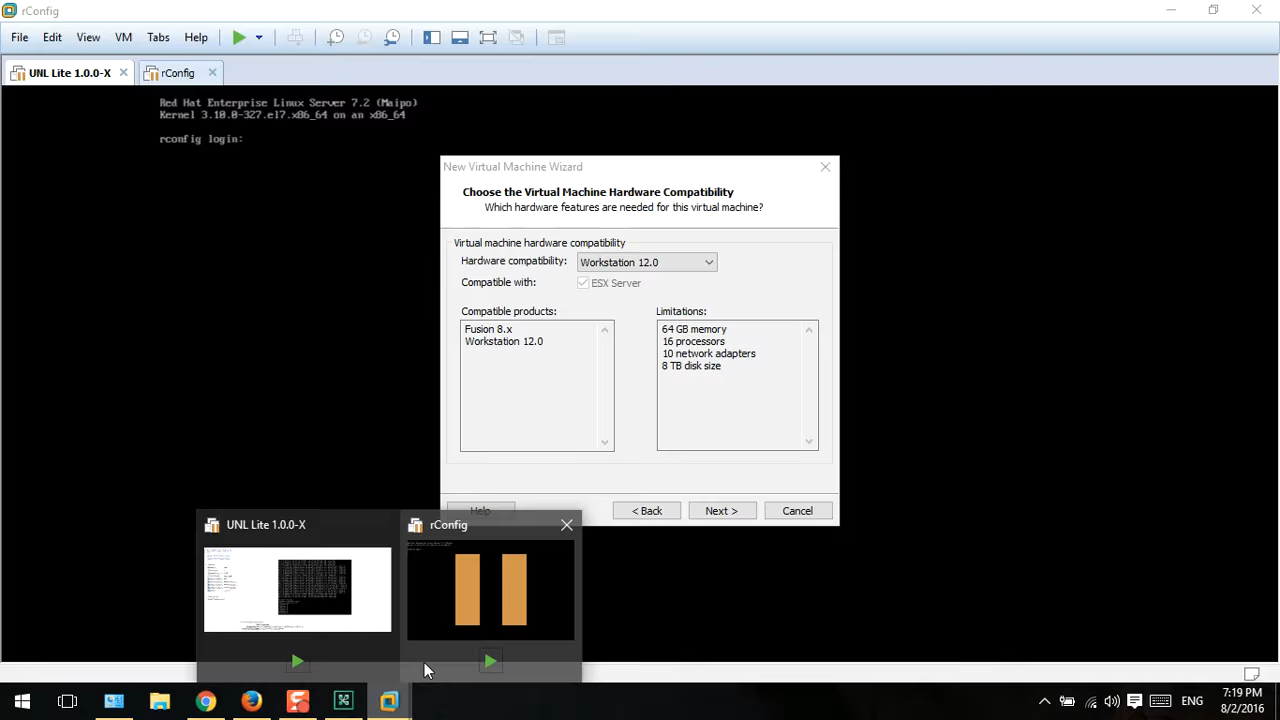 rConfig
File Edit View VM Tabs Help
UNL Lite 1.0.0-X
rConfig
Red Hat Enterprise Linux Server 7.2 (Maipo)
Kernel 3.10.0-327.el7.x86_64 on an x86_64
rconfig login:
New Virtual Machine Wizard
Choose the Virtual Machine Hardware Compatibility
Which hardware features are needed for this virtual machine?
Virtual machine hardware compatibility
Hardware compatibility: Workstation 12.0
Compatible with: ESX Server
Compatible products:
Fusion 8.x
Workstation 12.0
Limitations:
64 GB memory
16 processors
10 network adapters
8 TB disk size
Help < Back Next > Cancel
UNL Lite 1.0.0-X
rConfig
ENG
7:19 PM
8/2/2016